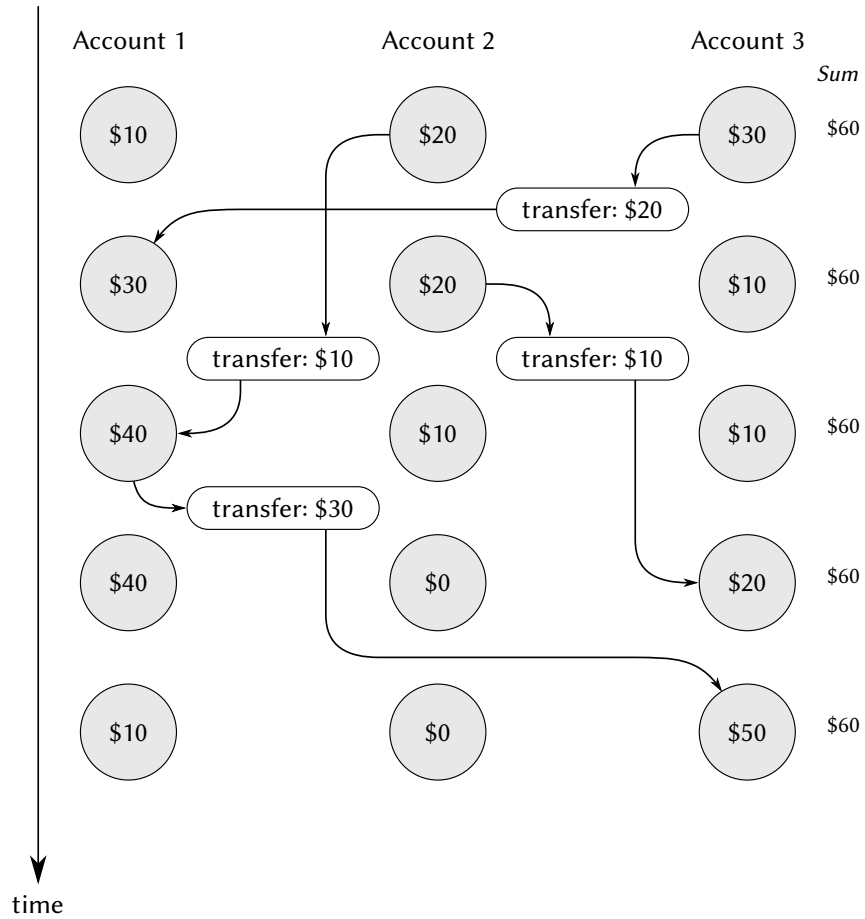 Account 1 Account 2 Account 3
Sum
$10 $20 $30 $60
transfer: $20
$30 $20 $10 $60
transfer: $10 transfer: $10
$40 $10 $10 $60
transfer: $30
$40 $0 $20 $60
$10 $0 $50 $60
time